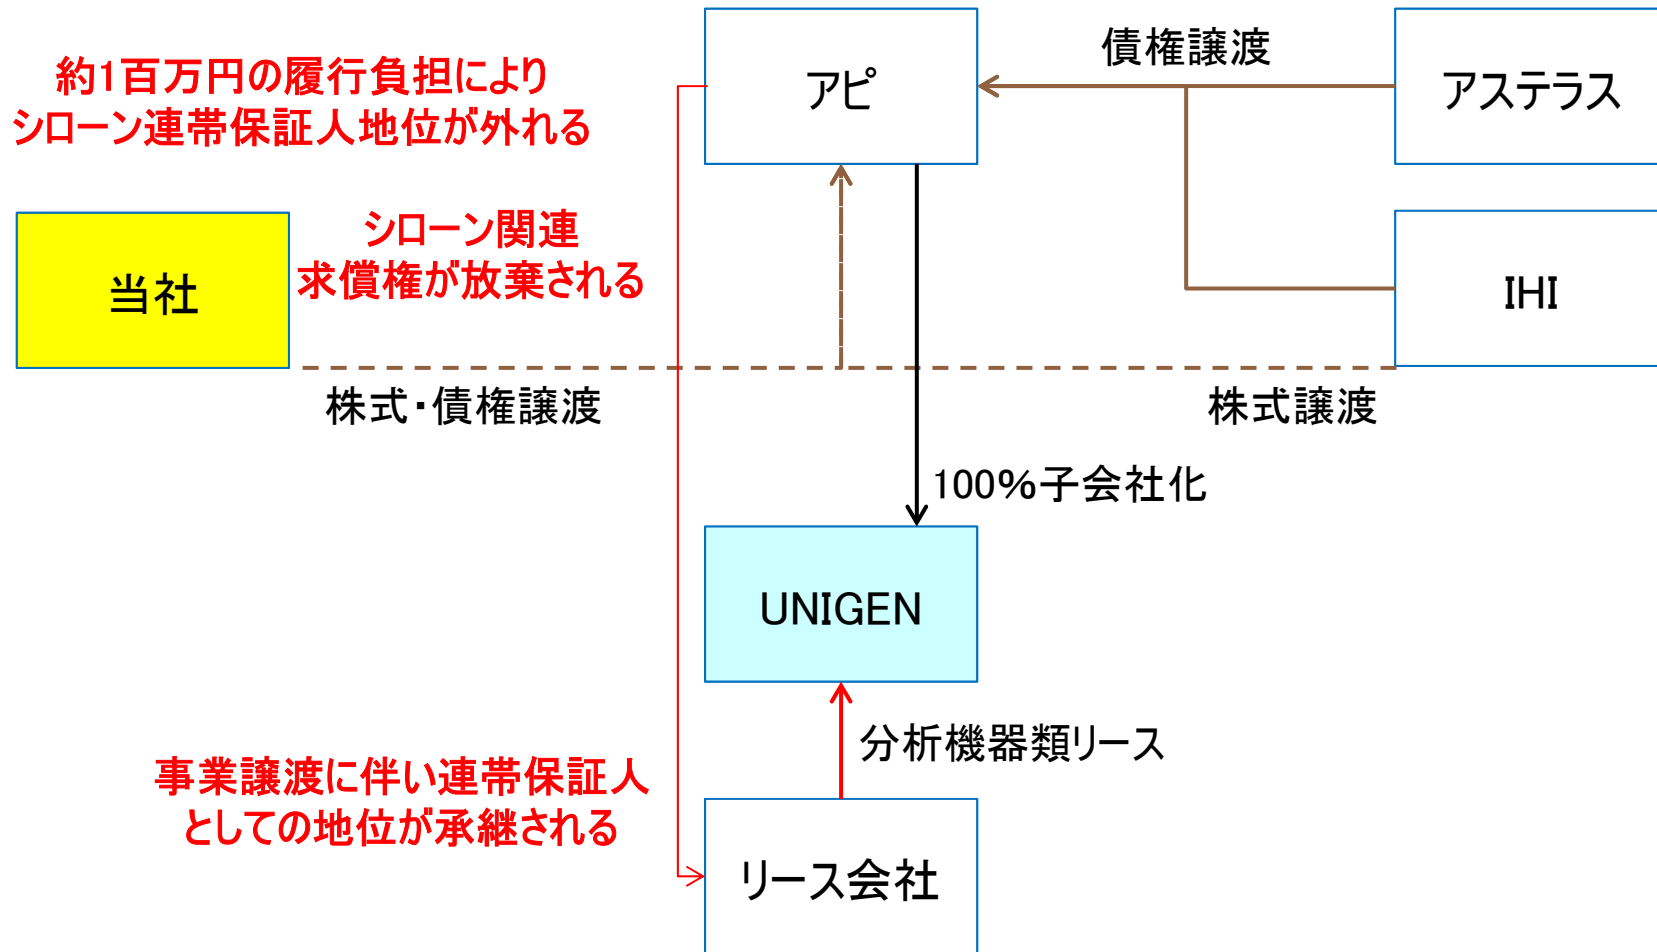 約1百万円の履行負担により
シローン連帯保証人地位が外れる
アピ
債権譲渡
アステラス
当社
シローン関連
求償権が放棄される
IHI
株式・債権譲渡
株式譲渡
100%子会社化
UNIGEN
分析機器類リース
事業譲渡に伴い連帯保証人
としての地位が承継される
リース会社